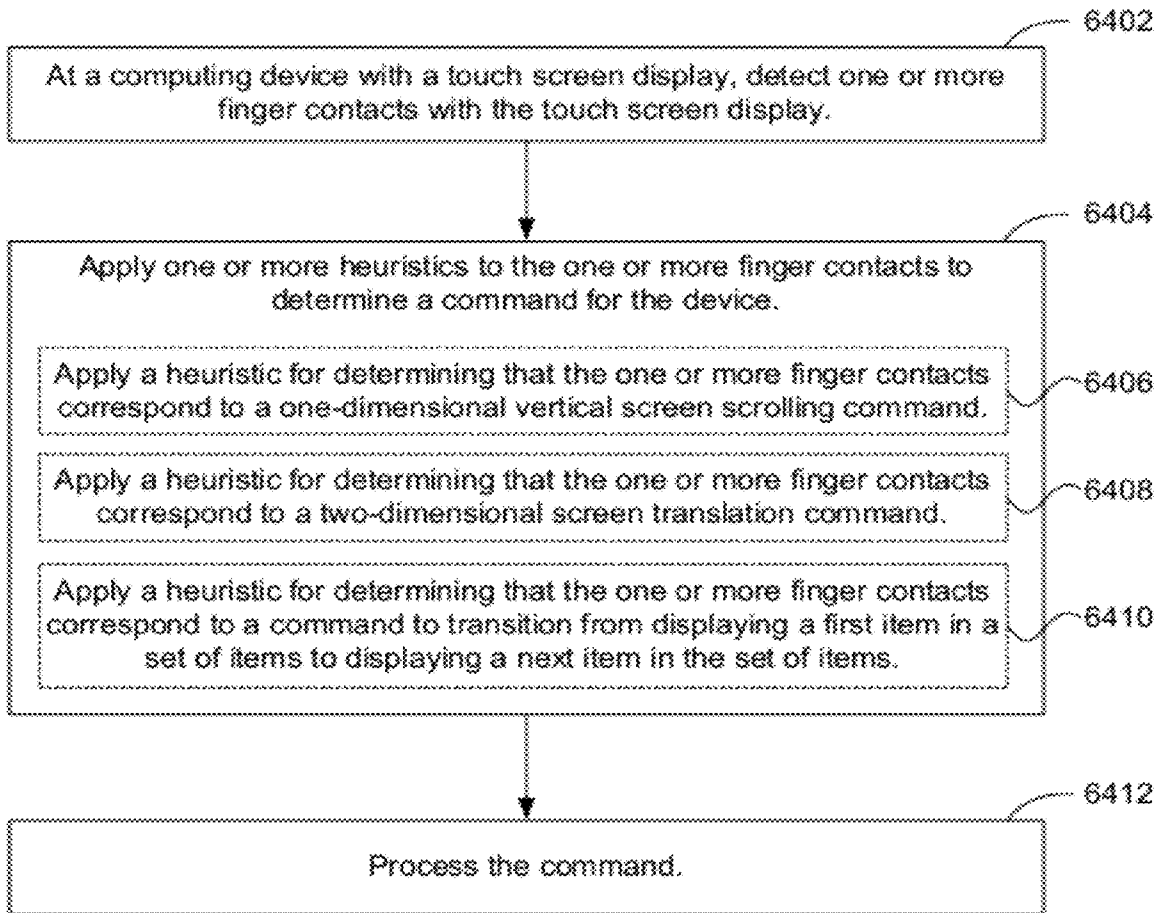 6402
At a computing device with a touch screen display, detect one or more
finger contacts with the touch screen display.
6404
Apply one or more heuristics to the one or more finger contacts to
determine a command for the device.
Apply a heuristic for determining that the one or more finger contacts
correspond to a one-dimensional vertical screen scrolling command.
6406
Apply a heuristic for determining that the one or more finger contacts
correspond to a two-dimensional screen translation command.
6408
Apply a heuristic for determining that the one or more finger contacts
correspond to a command to transition from displaying a first item in a
set of items to displaying a next item in the set of items.
6410
6412
Process the command.